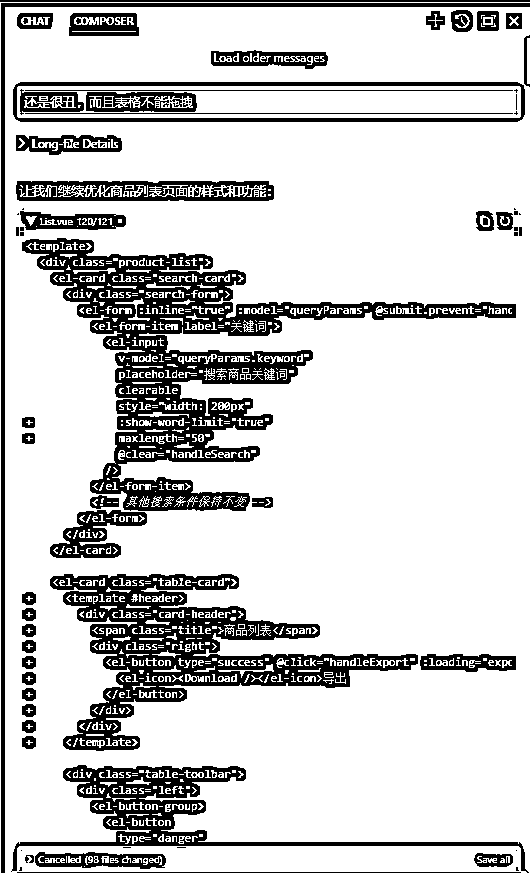 CHAT COMPOSER
Load older messages
还是很丑，而且表格不能拖拽
Long-file Details
让我们继续优化商品列表页面的样式和功能：
List.vue 120/121
<template>
<div class="product-list">
<el-card class="search-card">
<div class="search-form">
<el-form :inline="true" :model="queryParams" @submit.prevent="hand
<el-form-item label="关键词">
<el-input
v-model="queryParams.keyword"
placeholder="搜索商品关键词"
clearable
style="width: 200px"
+ :show-word-limit="true"
+ maxlength="50"
@clear="handleSearch"
/>
</el-form-item>
<!-- 其他搜索条件保持不变 -->
</el-form>
</div>
</el-card>
<el-card class="table-card">
+ <template #header>
+ <div class="card-header">
+ <span class="title">商品列表</span>
+ <div class="right">
+ <el-button type="success" @click="handleExport" :loading="expo
+ <el-icon><Download /></el-icon>导出
+ </el-button>
+ </div>
+ </div>
+ </template>
<div class="table-toolbar">
<div class="left">
<el-button-group>
<el-button
type="danger"
Cancelled (98 files changed) Save all